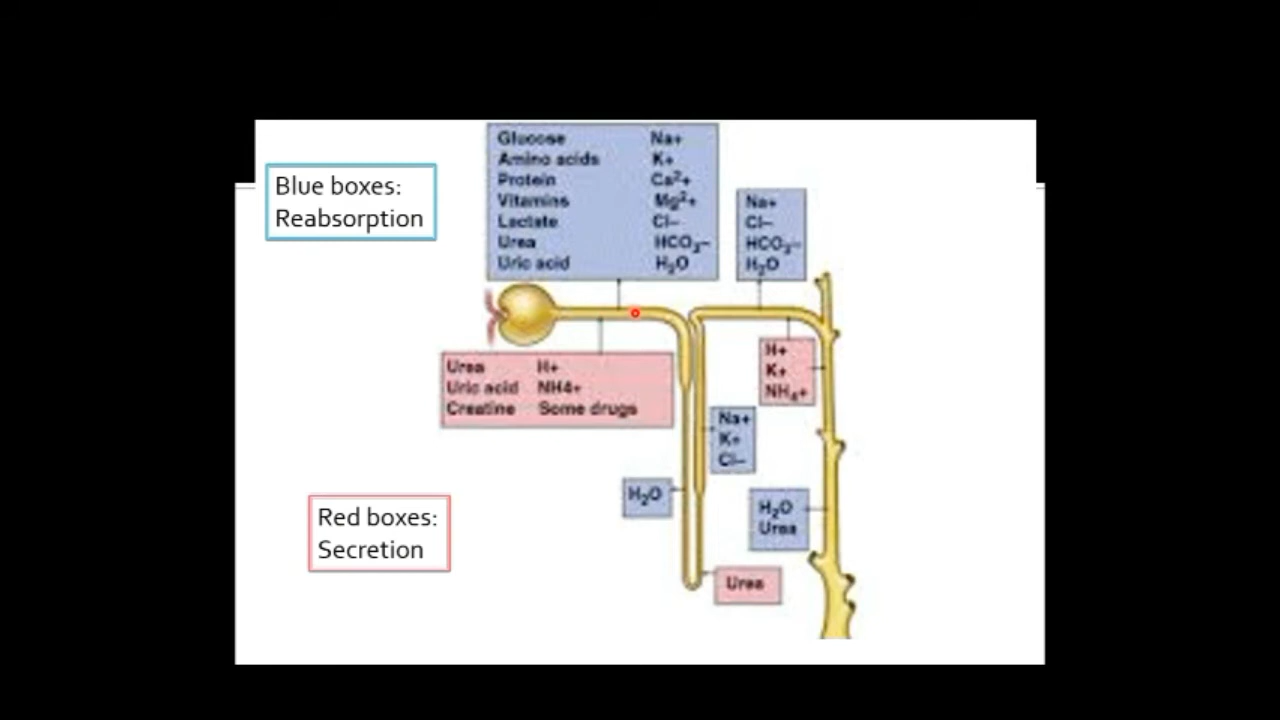 Glucose Na+
Amino acids K+
Protein Ca²+
Vitamins Mg²+
Lactate Cl–
Urea HCO₃–
Uric acid H₂O
Blue boxes:
Reabsorption
Na+
Cl–
HCO₃–
H₂O
Urea H+
Uric acid NH4+
Creatine Some drugs
H+
K+
NH₄+
Na+
K+
Cl–
H₂O
H₂O
Urea
Red boxes:
Secretion
Urea